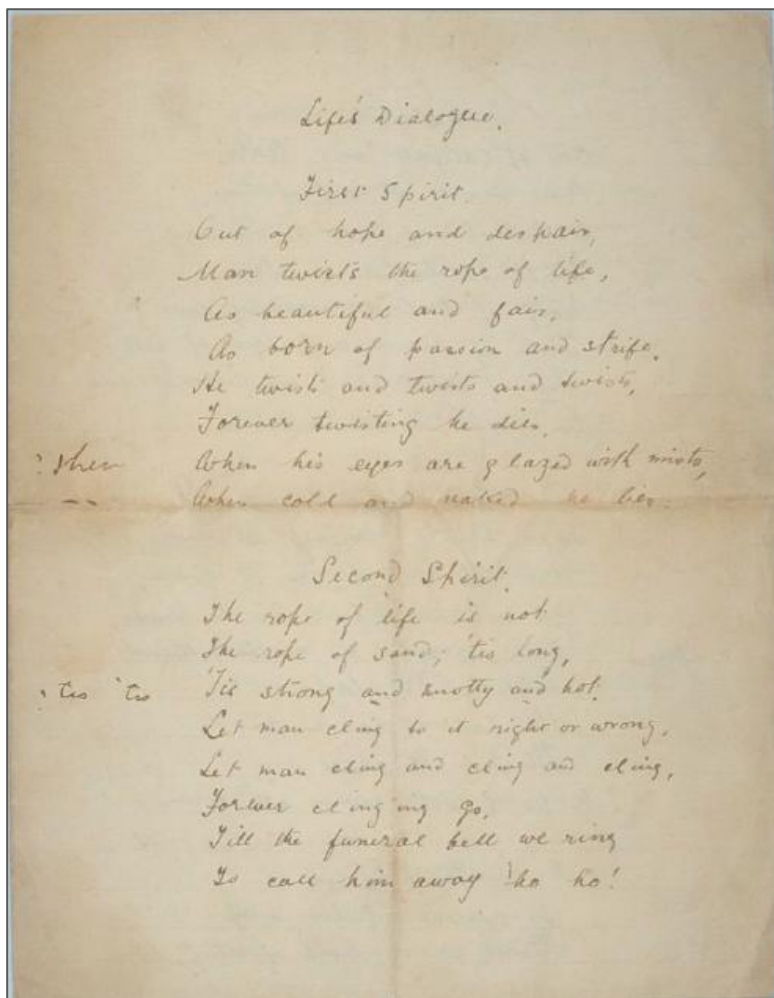 Life's Dialogue.
First Spirit
Out of hope and despair,
Man twists the rope of life,
As beautiful and fair,
As born of passion and strife.
He twists and twists and twists,
Forever twisting he dies.
? then When his eyes are glazed with mists,
-- When cold and naked he lies.
Second Spirit.
The rope of life is not
The rope of sand; 'tis long,
? tis 'tis 'Tis strong and knotty and hot.
Let man cling to it right or wrong,
Let man cling and cling and cling,
Forever clinging go,
Till the funeral bell we ring
To call him away 'ho ho!